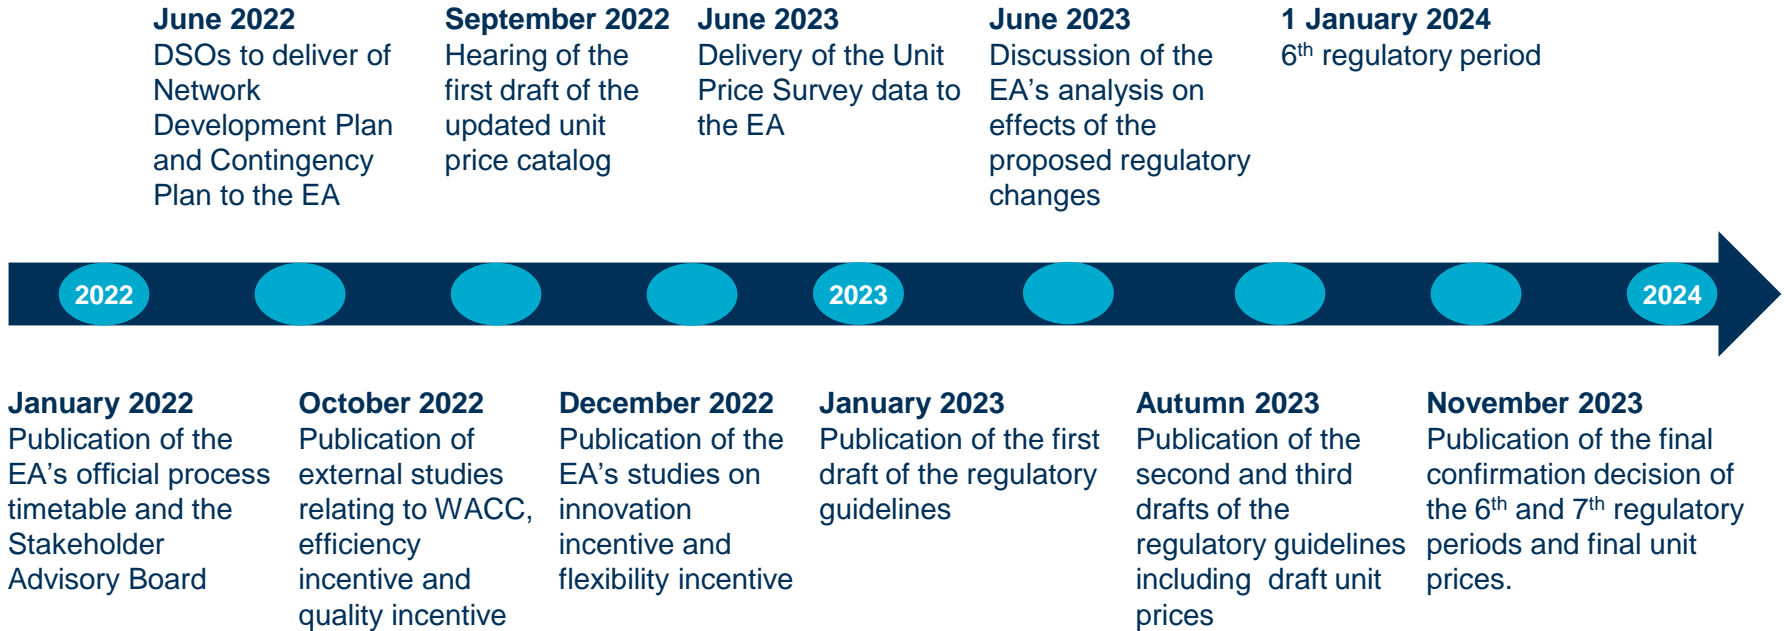 June 2022
DSOs to deliver of
Network
Development Plan
and Contingency
Plan to the EA
September 2022
Hearing of the
first draft of the
updated unit
price catalog
June 2023
Delivery of the Unit
Price Survey data to
the EA
June 2023
Discussion of the
EA's analysis on
effects of the
proposed regulatory
changes
1 January 2024
6th regulatory period
2022
2023
2024
January 2022
Publication of the
EA's official process
timetable and the
Stakeholder
Advisory Board
October 2022
Publication of
external studies
relating to WACC,
efficiency
incentive and
quality incentive
December 2022
Publication of the
EA's studies on
innovation
incentive and
flexibility incentive
January 2023
Publication of the first
draft of the regulatory
guidelines
Autumn 2023
Publication of the
second and third
drafts of the
regulatory guidelines
including draft unit
prices
November 2023
Publication of the final
confirmation decision of
the 6th and 7th regulatory
periods and final unit
prices.